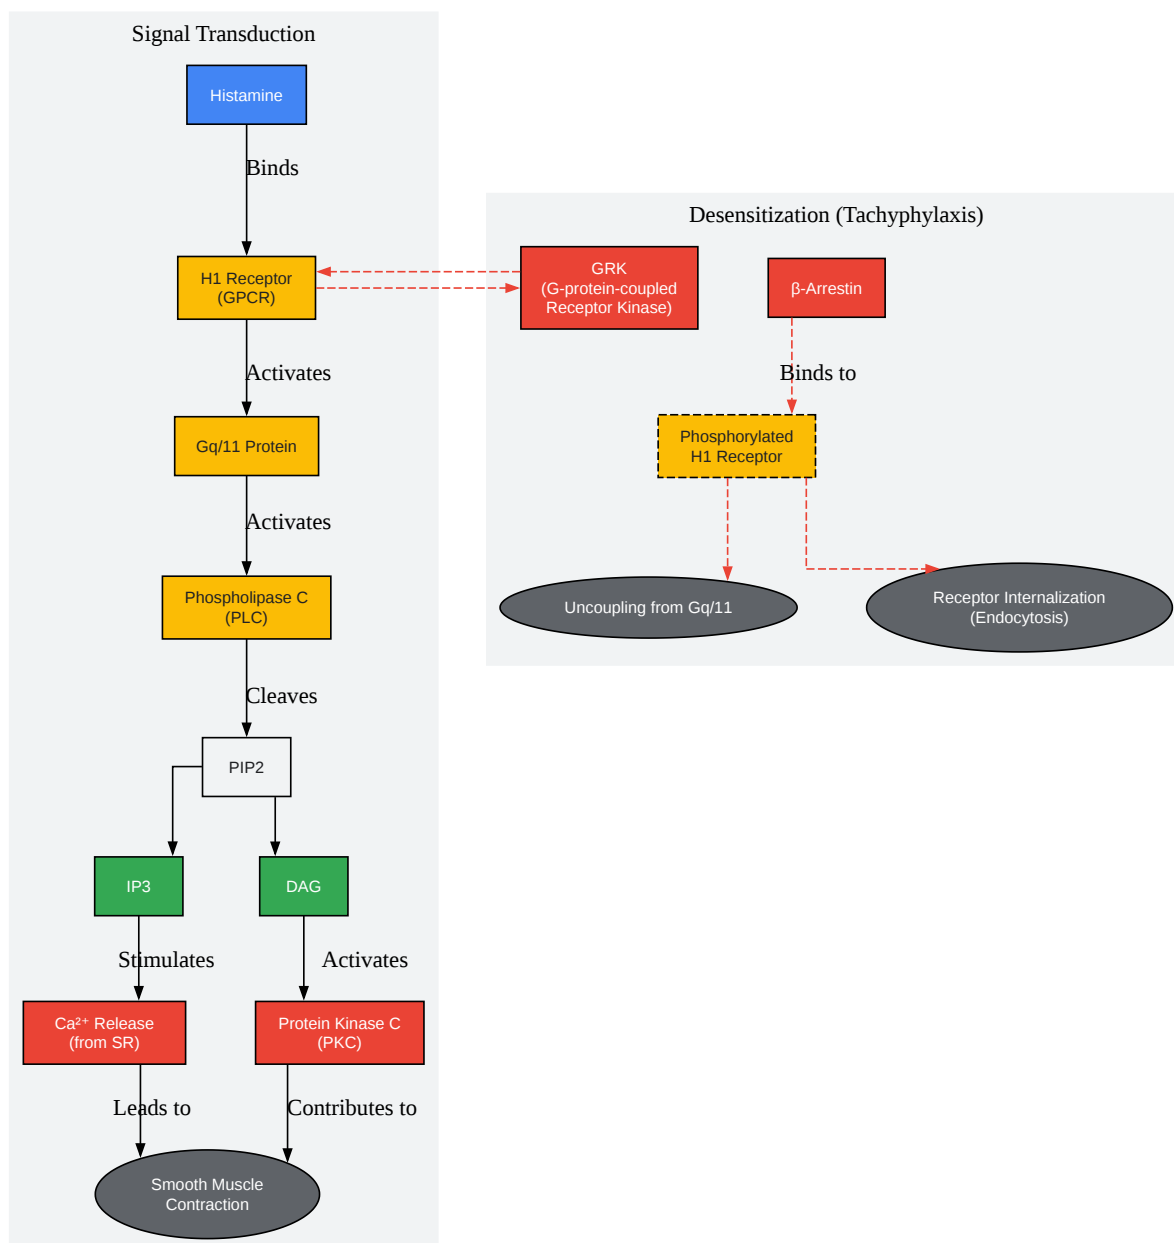 Signal Transduction
Histamine
Binds
H1 Receptor
(GPCR)
Activates
Gq/11 Protein
Activates
Phospholipase C
(PLC)
Cleaves
PIP2
IP3
DAG
Stimulates
Activates
Ca²⁺ Release
(from SR)
Protein Kinase C
(PKC)
Leads to
Contributes to
Smooth Muscle
Contraction
Desensitization (Tachyphylaxis)
GRK
(G-protein-coupled
Receptor Kinase)
β-Arrestin
Binds to
Phosphorylated
H1 Receptor
Uncoupling from Gq/11
Receptor Internalization
(Endocytosis)